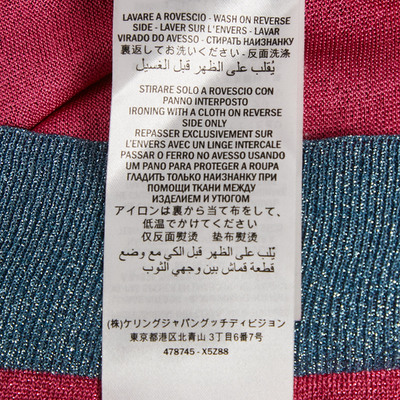 LAVARE A ROVESCIO - WASH ON REVERSE
SIDE - LAVER SUR L'ENVERS - LAVAR
VIRADO DO AVESSO - СТИРАТЬ НАИЗНАНКУ
裏返してお洗いください - 反面洗涤
يُقلب على الظهر قبل الغسيل
STIRARE SOLO A ROVESCIO CON
PANNO INTERPOSTO
IRONING WITH A CLOTH ON REVERSE
SIDE ONLY
REPASSER EXCLUSIVEMENT SUR
L'ENVERS AVEC UN LINGE INTERCALE
PASSAR O FERRO NO AVESSO USANDO
UM PANO PARA PROTEGER A ROUPA
ГЛАДИТЬ ТОЛЬКО НАИЗНАНКУ ПРИ
ПОМОЩИ ТКАНИ МЕЖДУ
ИЗДЕЛИЕМ И УТЮГОМ
アイロンは裏から当て布をして、
低温でかけてください
仅反面熨烫 垫布熨烫
يُلب على الظهر قبل الكي مع وضع
قطعة قماش بين وجهي الثوب
(株)ケリングジャパングッチディビジョン
東京都港区北青山3丁目6番7号
478745 - X5Z88